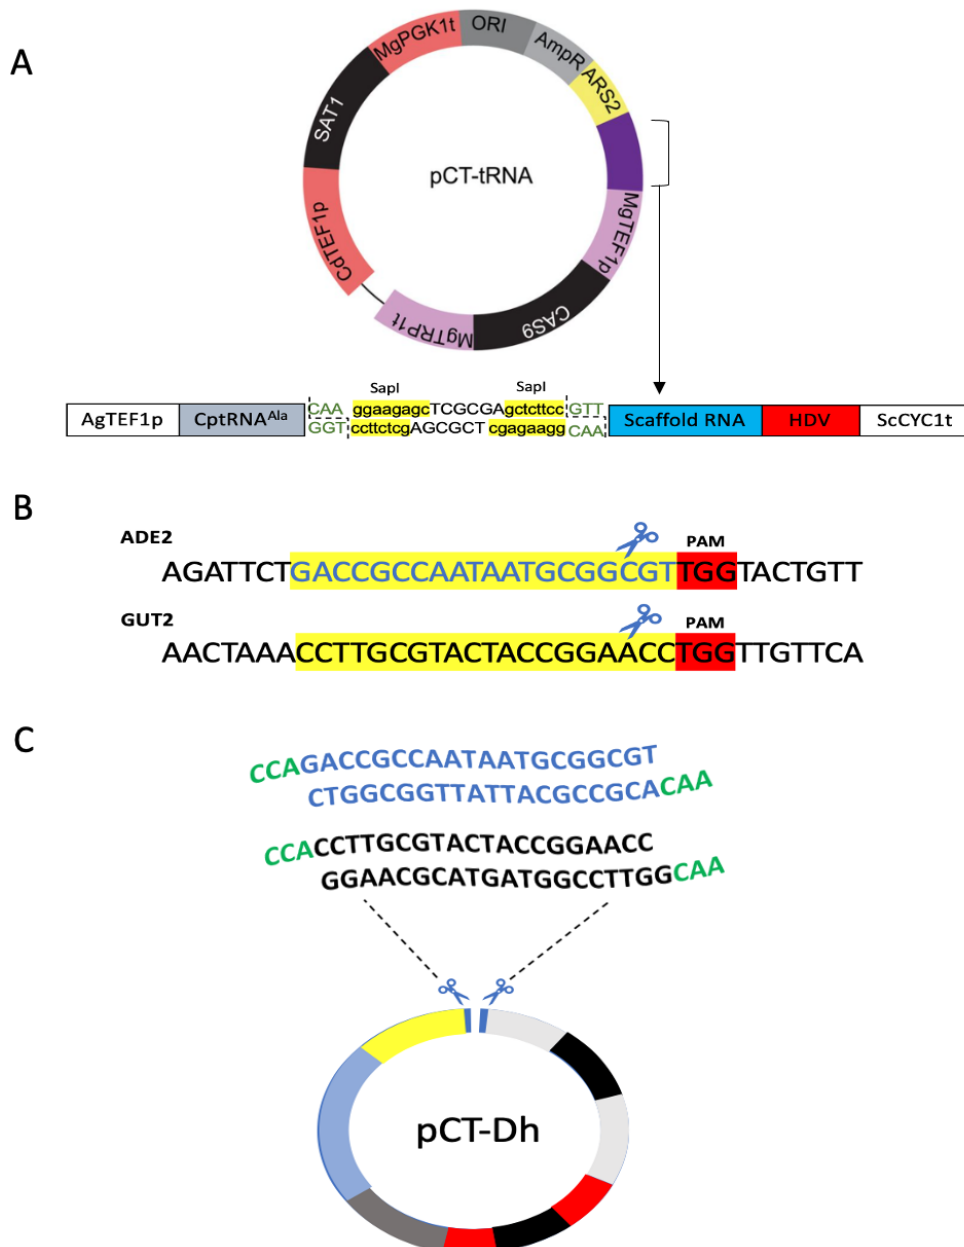 A
MgPGK1t
ORI
AmpR
ARS2
SAT1
pCT-tRNA
MgTEF1p
CdTEF1p
CAS9
MgTRP1t
SapI SapI
AgTEF1p CptRNAᴬˡᵃ CAA ggaagagcTCGCGAgctcttcc GTT Scaffold RNA HDV ScCYC1t
GGT ccttctcgAGCGCTcgagaagg CAA
B
ADE2 PAM
AGATTCTGACCGCCAATAATGCGGCGTTGGTACTGTT
GUT2 PAM
AACTAAACCTTGCGTACTACCGGAACCTGGTTGTTCA
C
CCAGACCGCCAATAATGCGGCGT
CTGGCGGTTATTACGCCGCACAA
CCACCTTGCGTACTACCGGAACC
GGAACGCATGATGGCCTTGGCAA
pCT-Dh